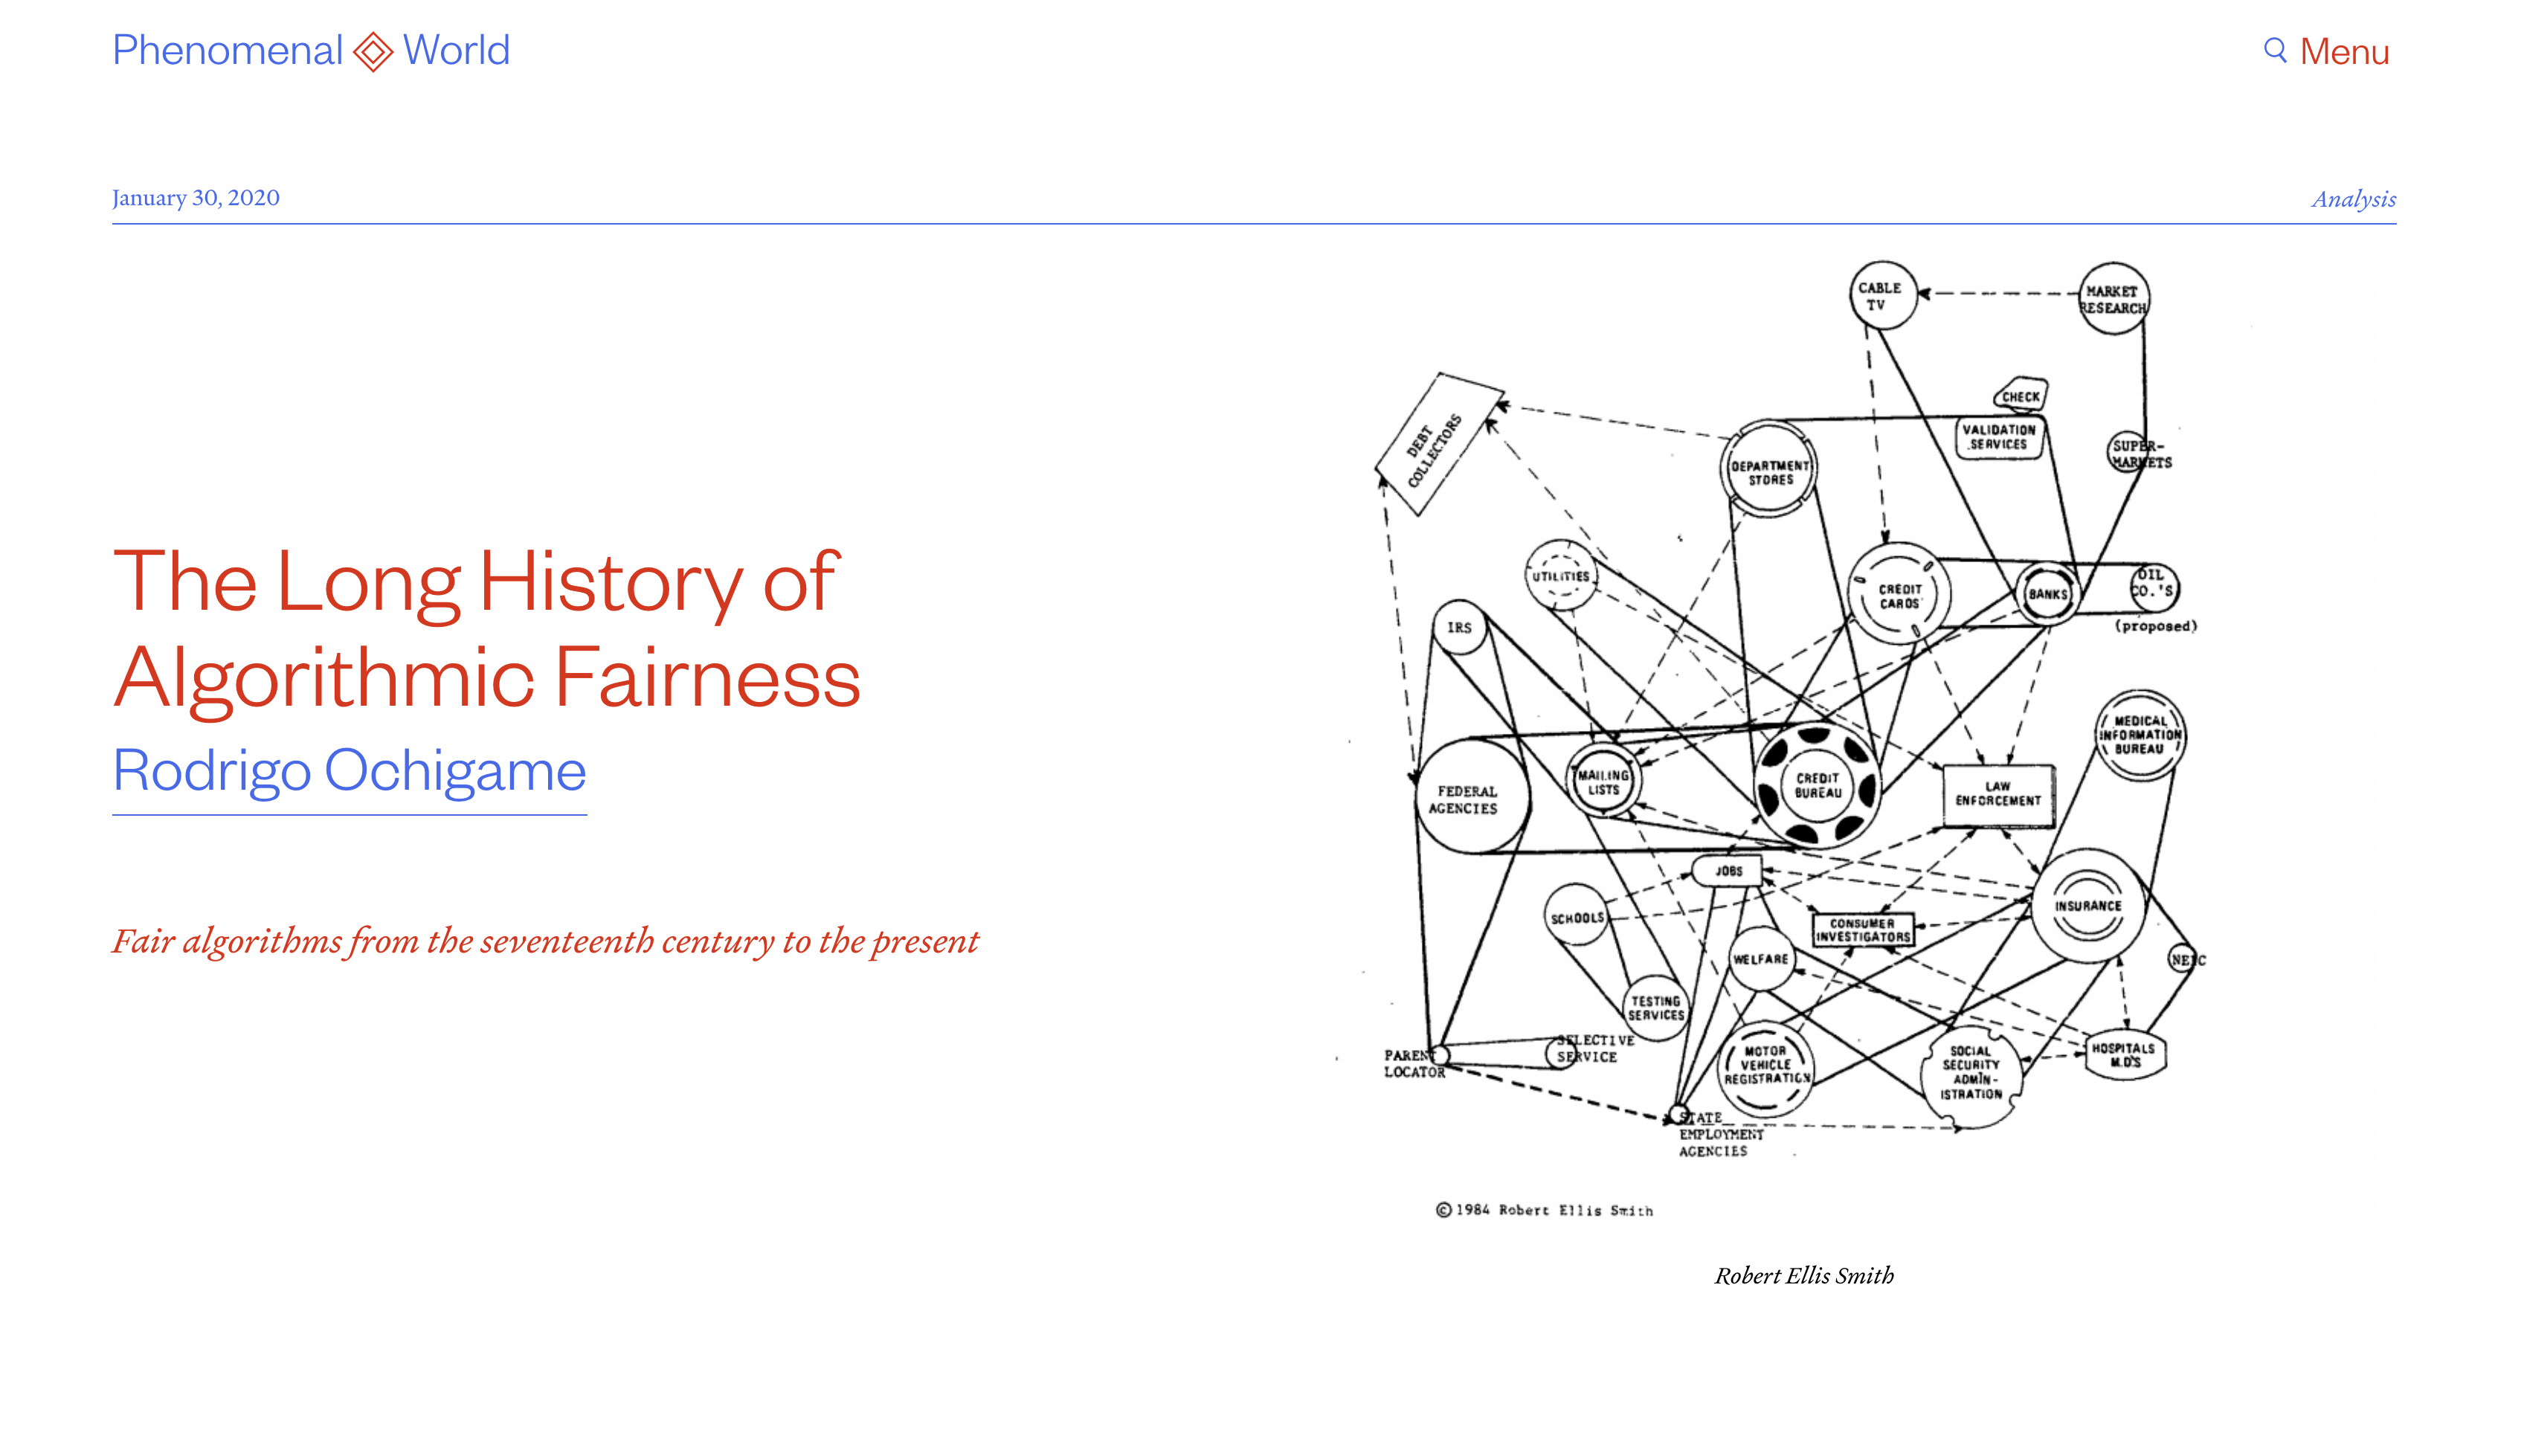 Phenomenal World
Menu
January 30, 2020
Analysis
The Long History of
Algorithmic Fairness
Rodrigo Ochigame
Fair algorithms from the seventeenth century to the present
CABLE
TV
MARKET
RESEARCH
CHECK
VALIDATION
SERVICES
SUPER-
MARKETS
DEBT
COLLECTORS
DEPARTMENT
STORES
UTILITIES
CREDIT
CARDS
BANKS
OIL
CO.'S
(proposed)
IRS
MEDICAL
INFORMATION
BUREAU
FEDERAL
AGENCIES
MAILING
LISTS
CREDIT
BUREAU
LAW
ENFORCEMENT
JOBS
SCHOOLS
CONSUMER
INVESTIGATORS
INSURANCE
WELFARE
NEIC
TESTING
SERVICES
SELECTIVE
SERVICE
PARENT
LOCATOR
MOTOR
VEHICLE
REGISTRATION
SOCIAL
SECURITY
ADMIN-
ISTRATION
HOSPITALS
M.D'S
STATE
EMPLOYMENT
AGENCIES
©1984 Robert Ellis Smith
Robert Ellis Smith